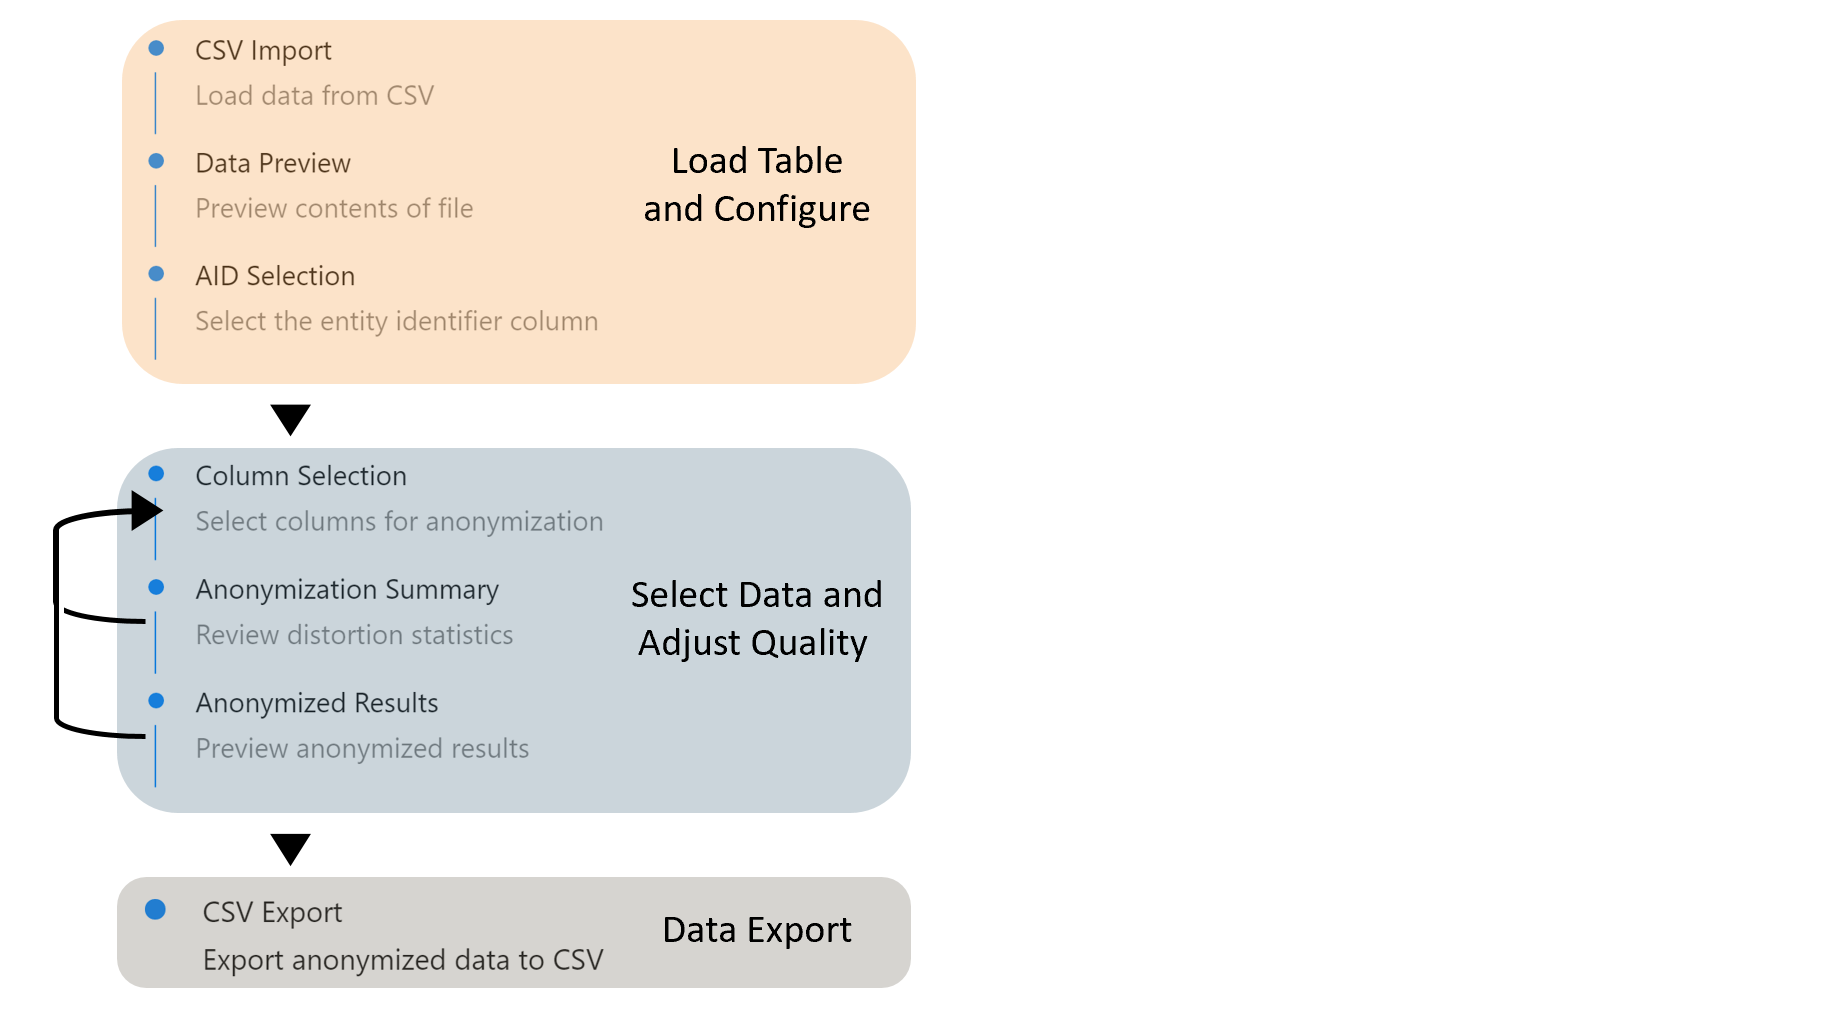 CSV Import
Load data from CSV
Data Preview
Preview contents of file
AID Selection
Select the entity identifier column
Load Table
and Configure
Column Selection
Select columns for anonymization
Anonymization Summary
Review distortion statistics
Anonymized Results
Preview anonymized results
Select Data and
Adjust Quality
CSV Export
Export anonymized data to CSV
Data Export